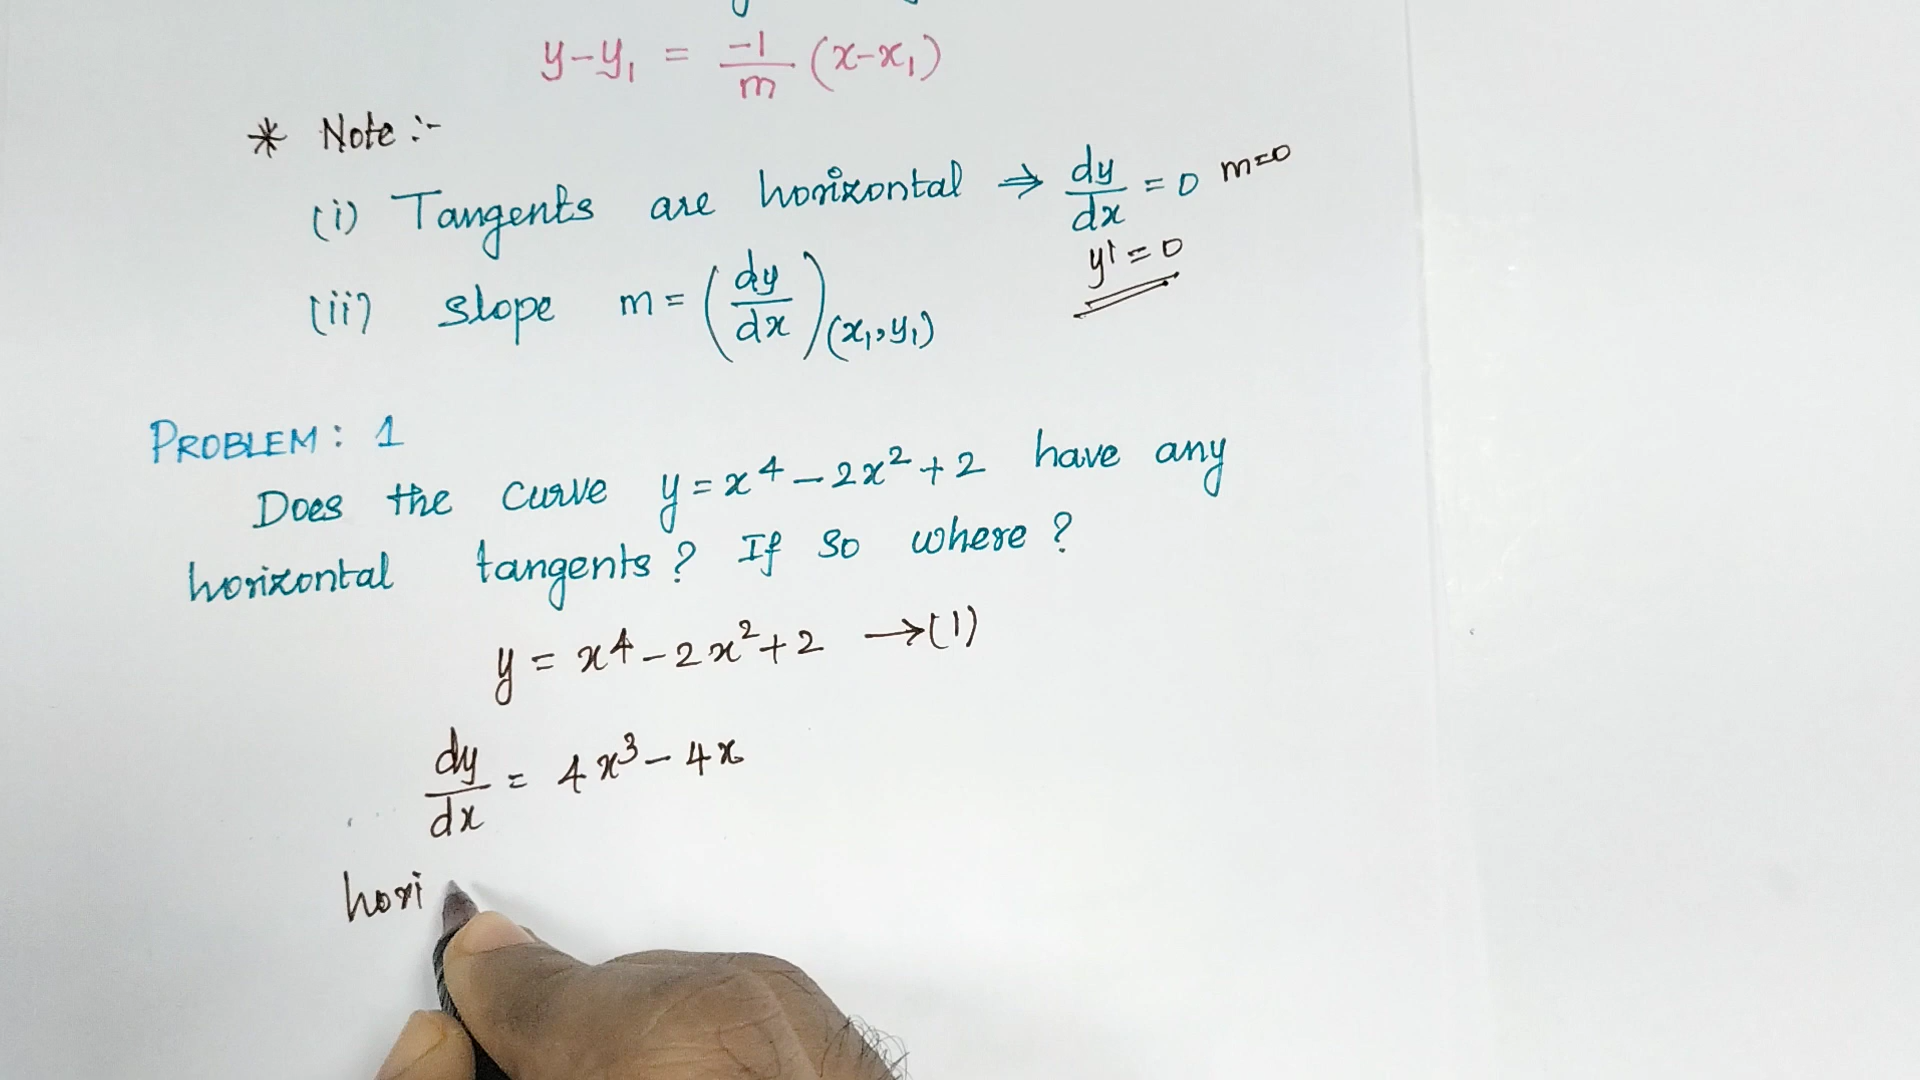 y-y₁ = -1/m (x-x₁)
* Note :-
(i) Tangents are horizontal ⇒ dy/dx = 0 m=0
y' = 0
(ii) slope m = (dy/dx)(x₁,y₁)
PROBLEM : 1
Does the curve y = x⁴ - 2x² + 2 have any
horizontal tangents ? If so where ?
y = x⁴ - 2x² + 2 →(1)
dy/dx = 4x³ - 4x
hori